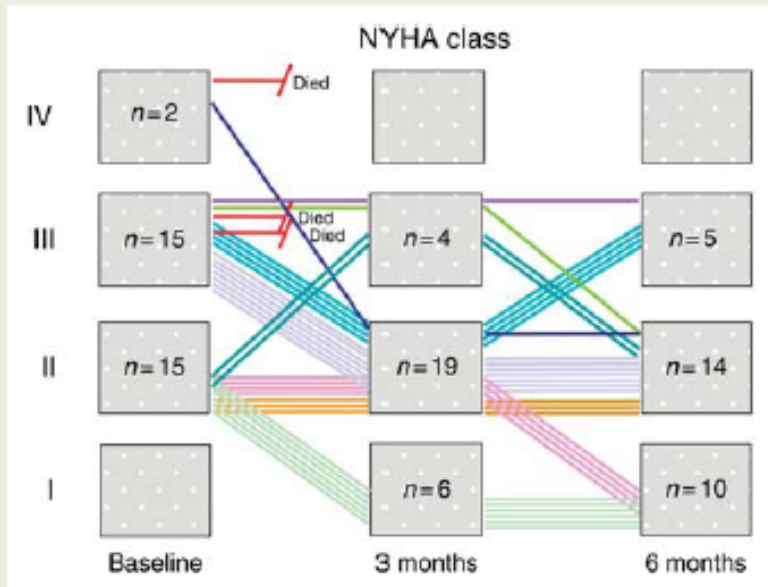 NYHA class
IV
n=2
Died
III
n=15
Died
Died
n=4
n=5
II
n=15
n=19
n=14
I
n=6
n=10
Baseline
3 months
6 months